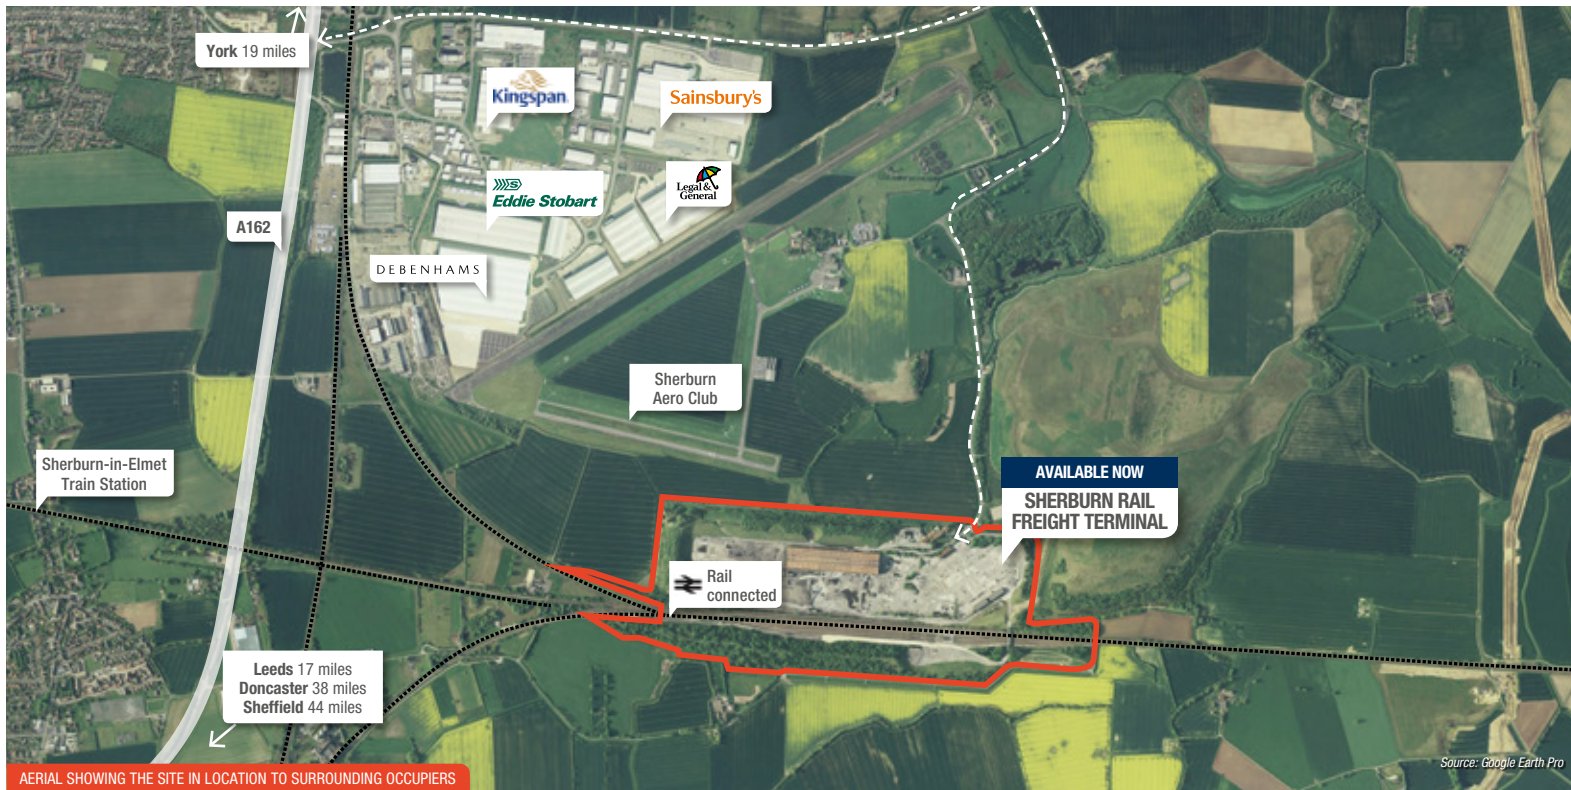 York 19 miles
Kingspan
Sainsbury's
Eddie Stobart
Legal &
General
A162
DEBENHAMS
Sherburn
Aero Club
Sherburn-in-Elmet
Train Station
AVAILABLE NOW
SHERBURN RAIL
FREIGHT TERMINAL
Rail
connected
Leeds 17 miles
Doncaster 38 miles
Sheffield 44 miles
Source: Google Earth Pro
AERIAL SHOWING THE SITE IN LOCATION TO SURROUNDING OCCUPIERS